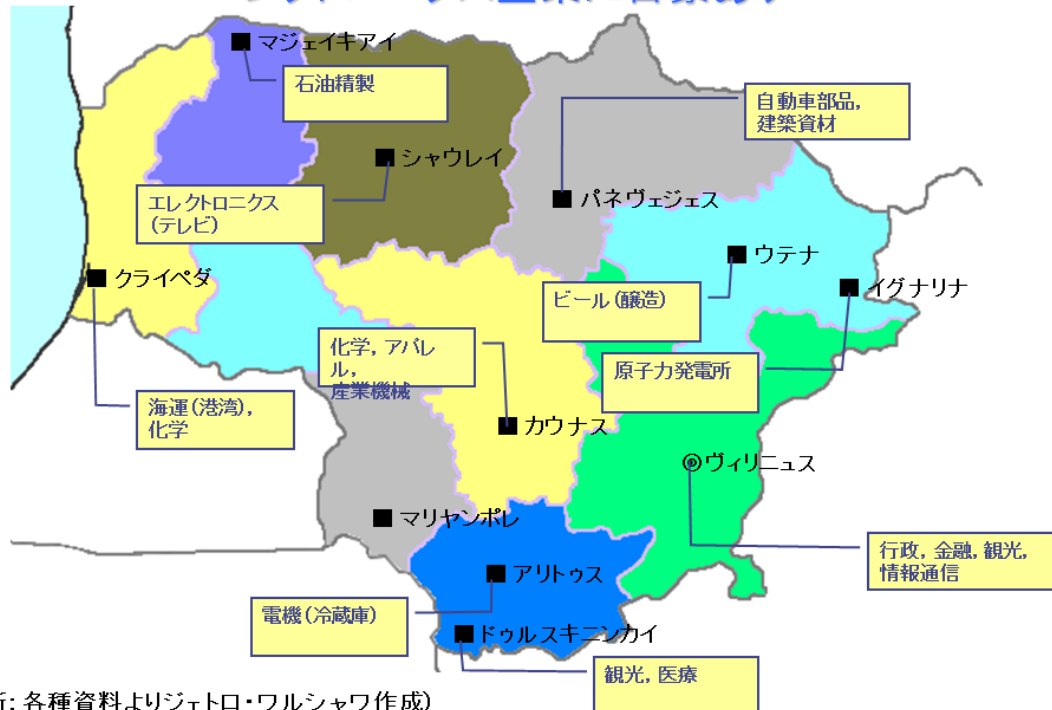 マジェイキアイ
石油精製
自動車部品,
建築資材
シャウレイ
エレクトロニクス
(テレビ)
パネヴェジェス
ウテナ
クライペダ
イグナリナ
ビール(醸造)
化学, アパレ
ル,
産業機械
原子力発電所
海運(港湾),
化学
カウナス
ヴィリニュス
マリヤンポレ
行政, 金融, 観光,
情報通信
アリトゥス
電機(冷蔵庫)
ドゥルスキニンカイ
観光, 医療
: 各種資料よりジェトロ・ワルシャワ作成)